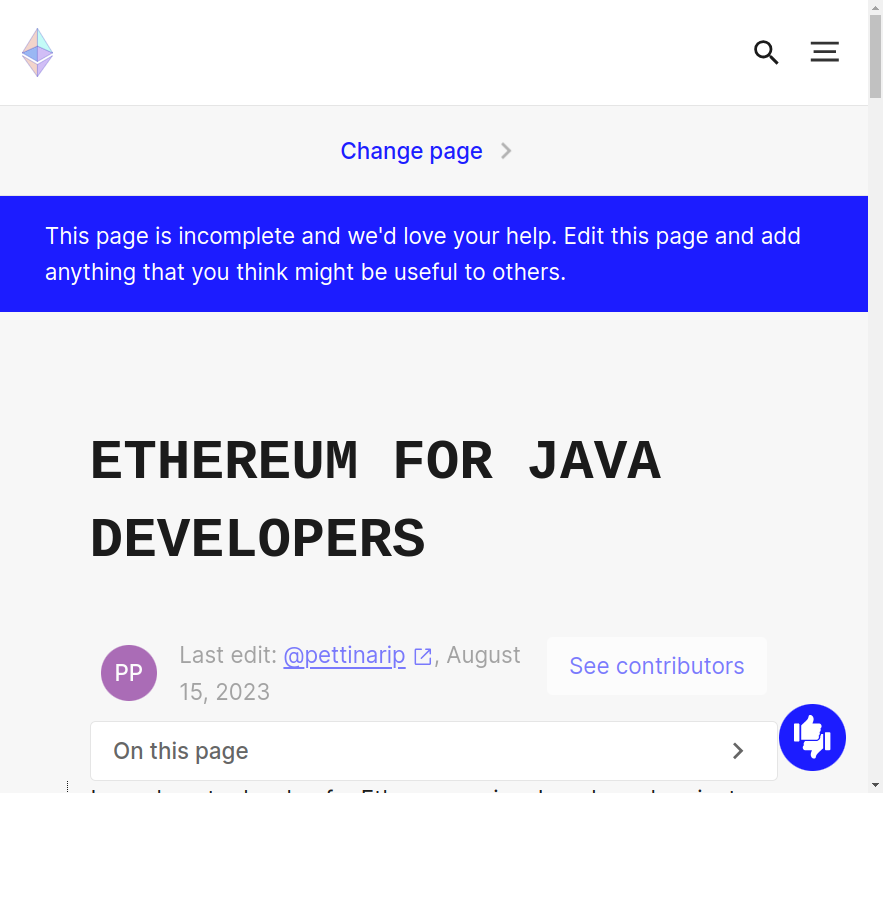 Change page
This page is incomplete and we'd love your help. Edit this page and add
anything that you think might be useful to others.
ETHEREUM FOR JAVA
DEVELOPERS
PP
Last edit: @pettinarip, August
15, 2023
See contributors
On this page